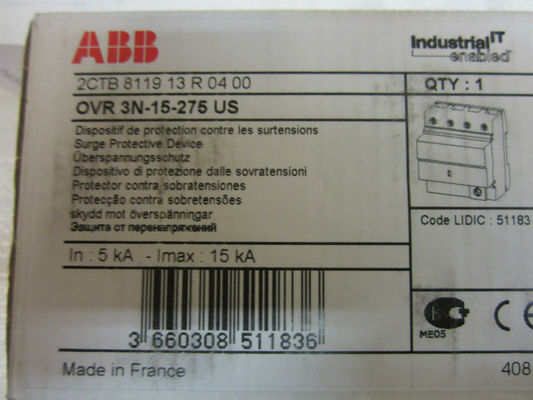 ABB
Industrial IT
enabled
2CTB 8119 13 R 04 00
QTY : 1
OVR 3N-15-275 US
Dispositif de protection contre les surtensions
Surge Protective Device
Überspannungsschutz
Dispositivo di protezione dalle sovratensioni
Protector contra sobratensiones
Protecção contra sobretensões
skydd mot överspänningar
Защита от перенапряжений
Code LIDIC : 51183
In : 5 kA - Imax : 15 kA
3 660308 511836
ME05
CE
Made in France
408